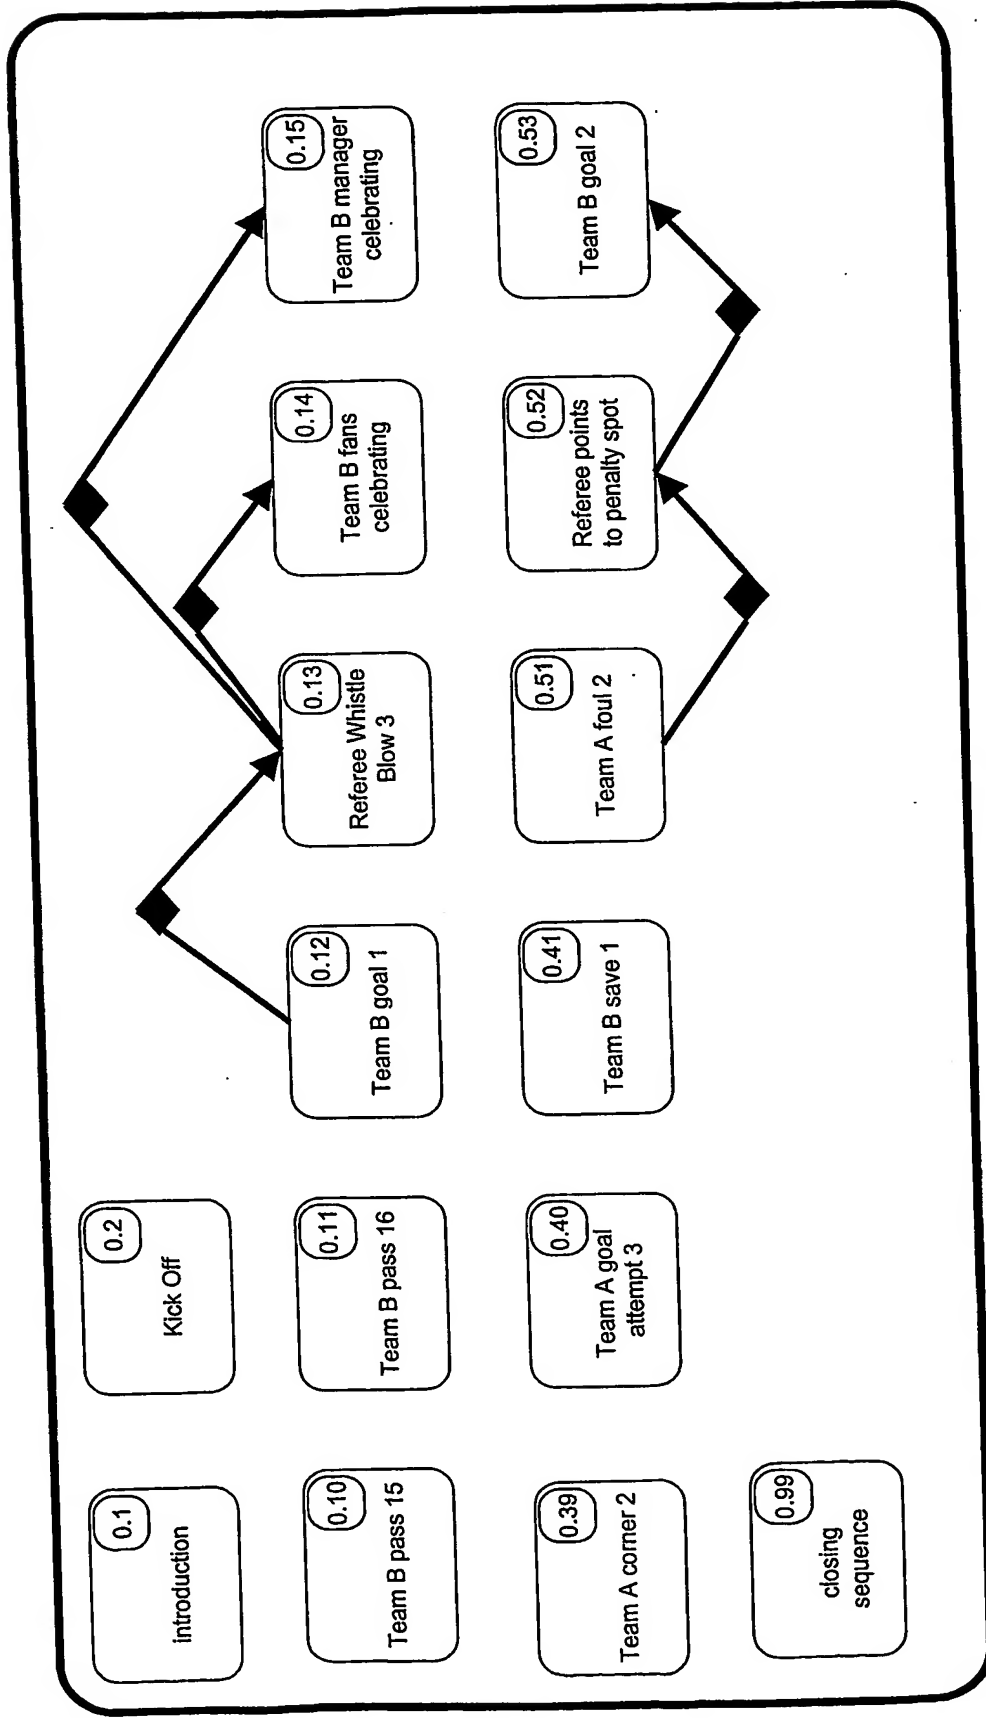 0.1
introduction
0.2
Kick Off
0.10
Team B pass 15
0.11
Team B pass 16
0.12
Team B goal 1
0.13
Referee Whistle
Blow 3
0.14
Team B fans
celebrating
0.15
Team B manager
celebrating
0.39
Team A corner 2
0.40
Team A goal
attempt 3
0.41
Team B save 1
0.51
Team A foul 2
0.52
Referee points
to penalty spot
0.53
Team B goal 2
0.99
closing
sequence